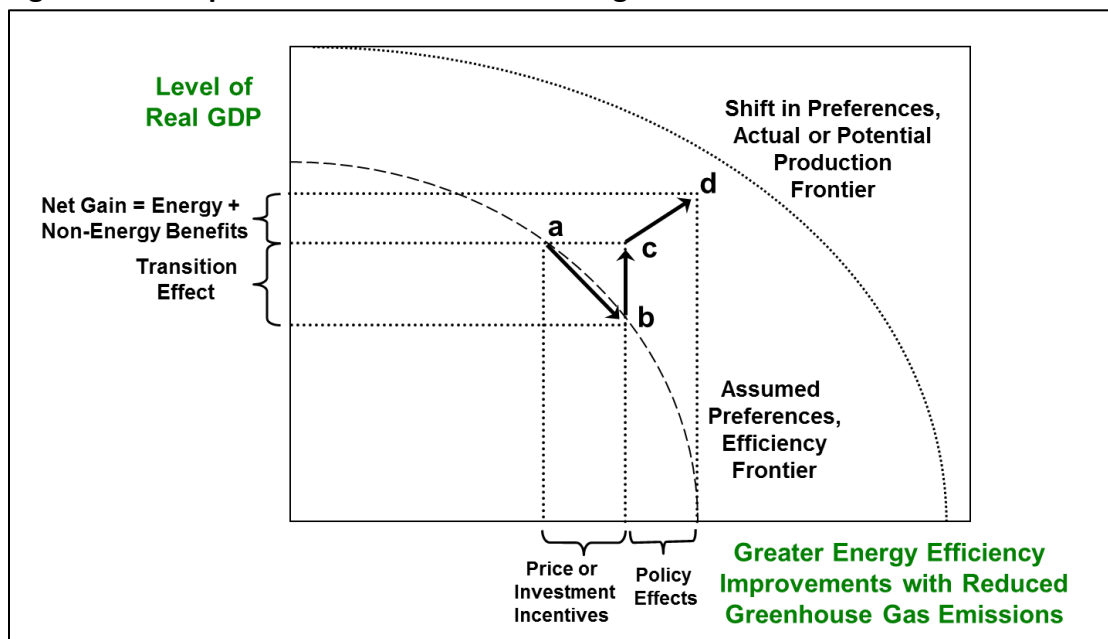 Level of
Real GDP
Shift in Preferences,
Actual or Potential
Production
Frontier
Net Gain = Energy +
Non-Energy Benefits
Transition
Effect
a
b
c
d
Assumed
Preferences,
Efficiency
Frontier
Price or
Investment
Incentives
Policy
Effects
Greater Energy Efficiency
Improvements with Reduced
Greenhouse Gas Emissions